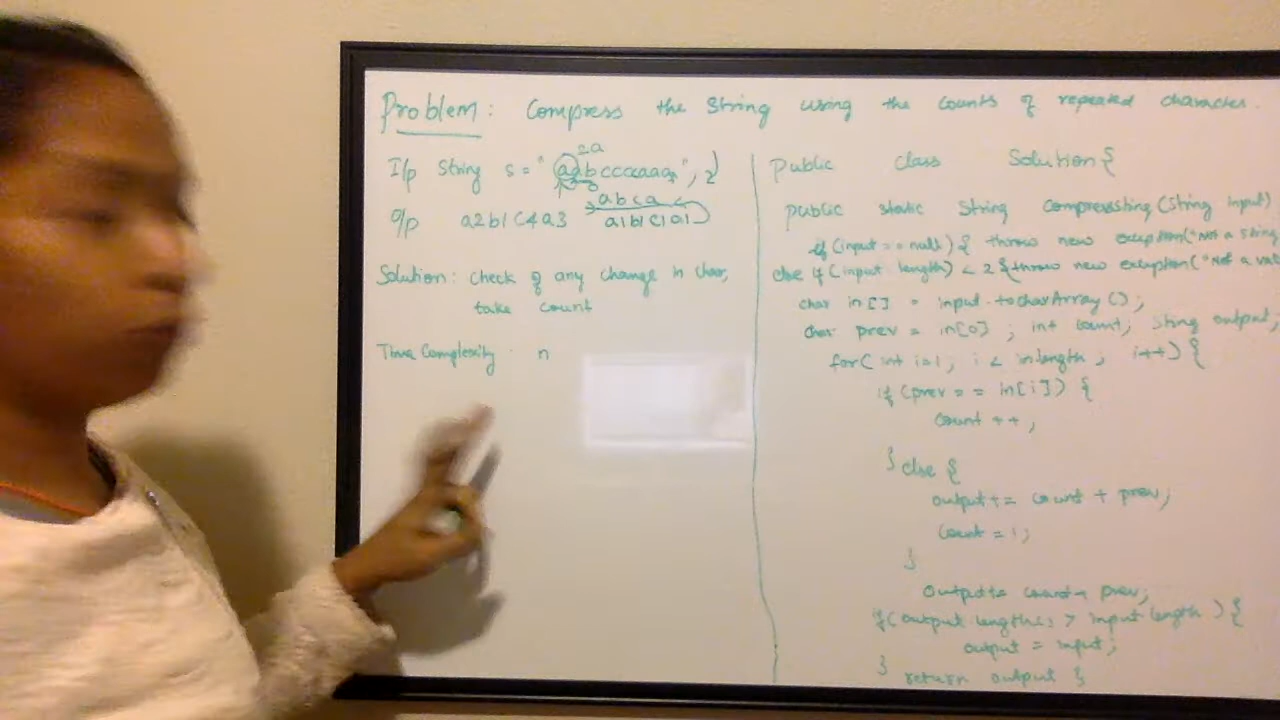 Problem: Compress the String using the counts of repeated character.
I/p String s = "aabccccaaa",
2a
O/p a2b1C4a3
abca
a1b1C1a1
Solution: check if any change in char,
take count
Time Complexity n
Public class Solution{
public static String (String input)
if (input == null) { throw new exception("Not a string
else if (input length) < 2 {throw new exception("Not a val
char in[] = input.toCharArray();
char prev = in[0]; int count; String output;
for( int i=1; i < in.length; i++) {
if (prev == in[i]) {
count ++;
} else {
output += count + prev;
count = 1;
}
output+= count+ prev;
if(output.length() > input.length ) {
output = input;
} return output }